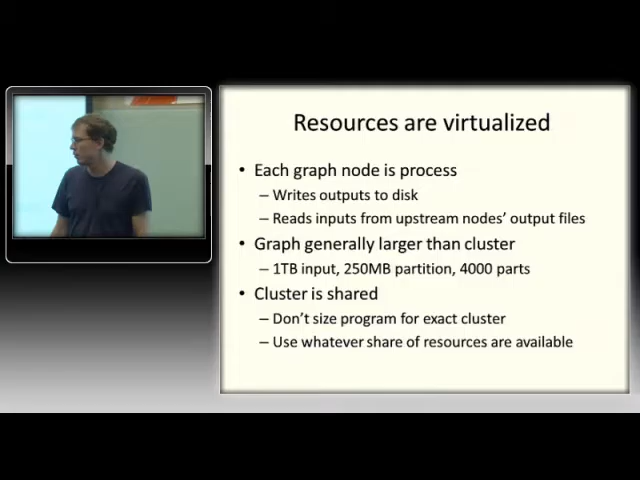 Resources are virtualized
• Each graph node is process
– Writes outputs to disk
– Reads inputs from upstream nodes' output files
• Graph generally larger than cluster
– 1TB input, 250MB partition, 4000 parts
• Cluster is shared
– Don't size program for exact cluster
– Use whatever share of resources are available